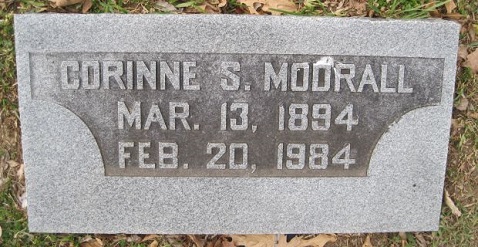 CORINNE S. MODRALL
MAR. 13, 1894
FEB. 20, 1984